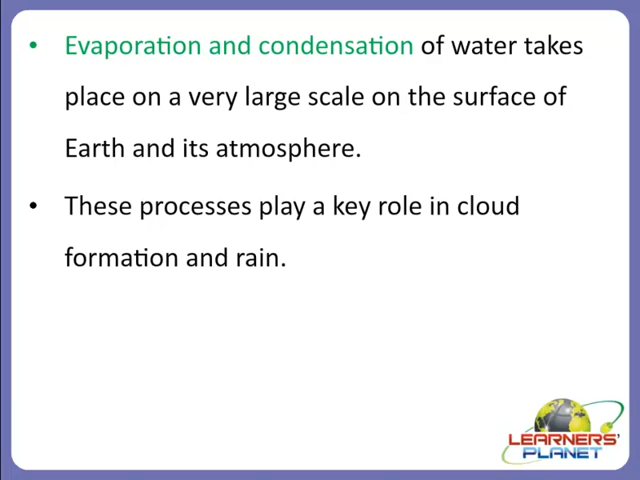 • Evaporation and condensation of water takes
place on a very large scale on the surface of
Earth and its atmosphere.
• These processes play a key role in cloud
formation and rain.
LEARNERS'
PLANET